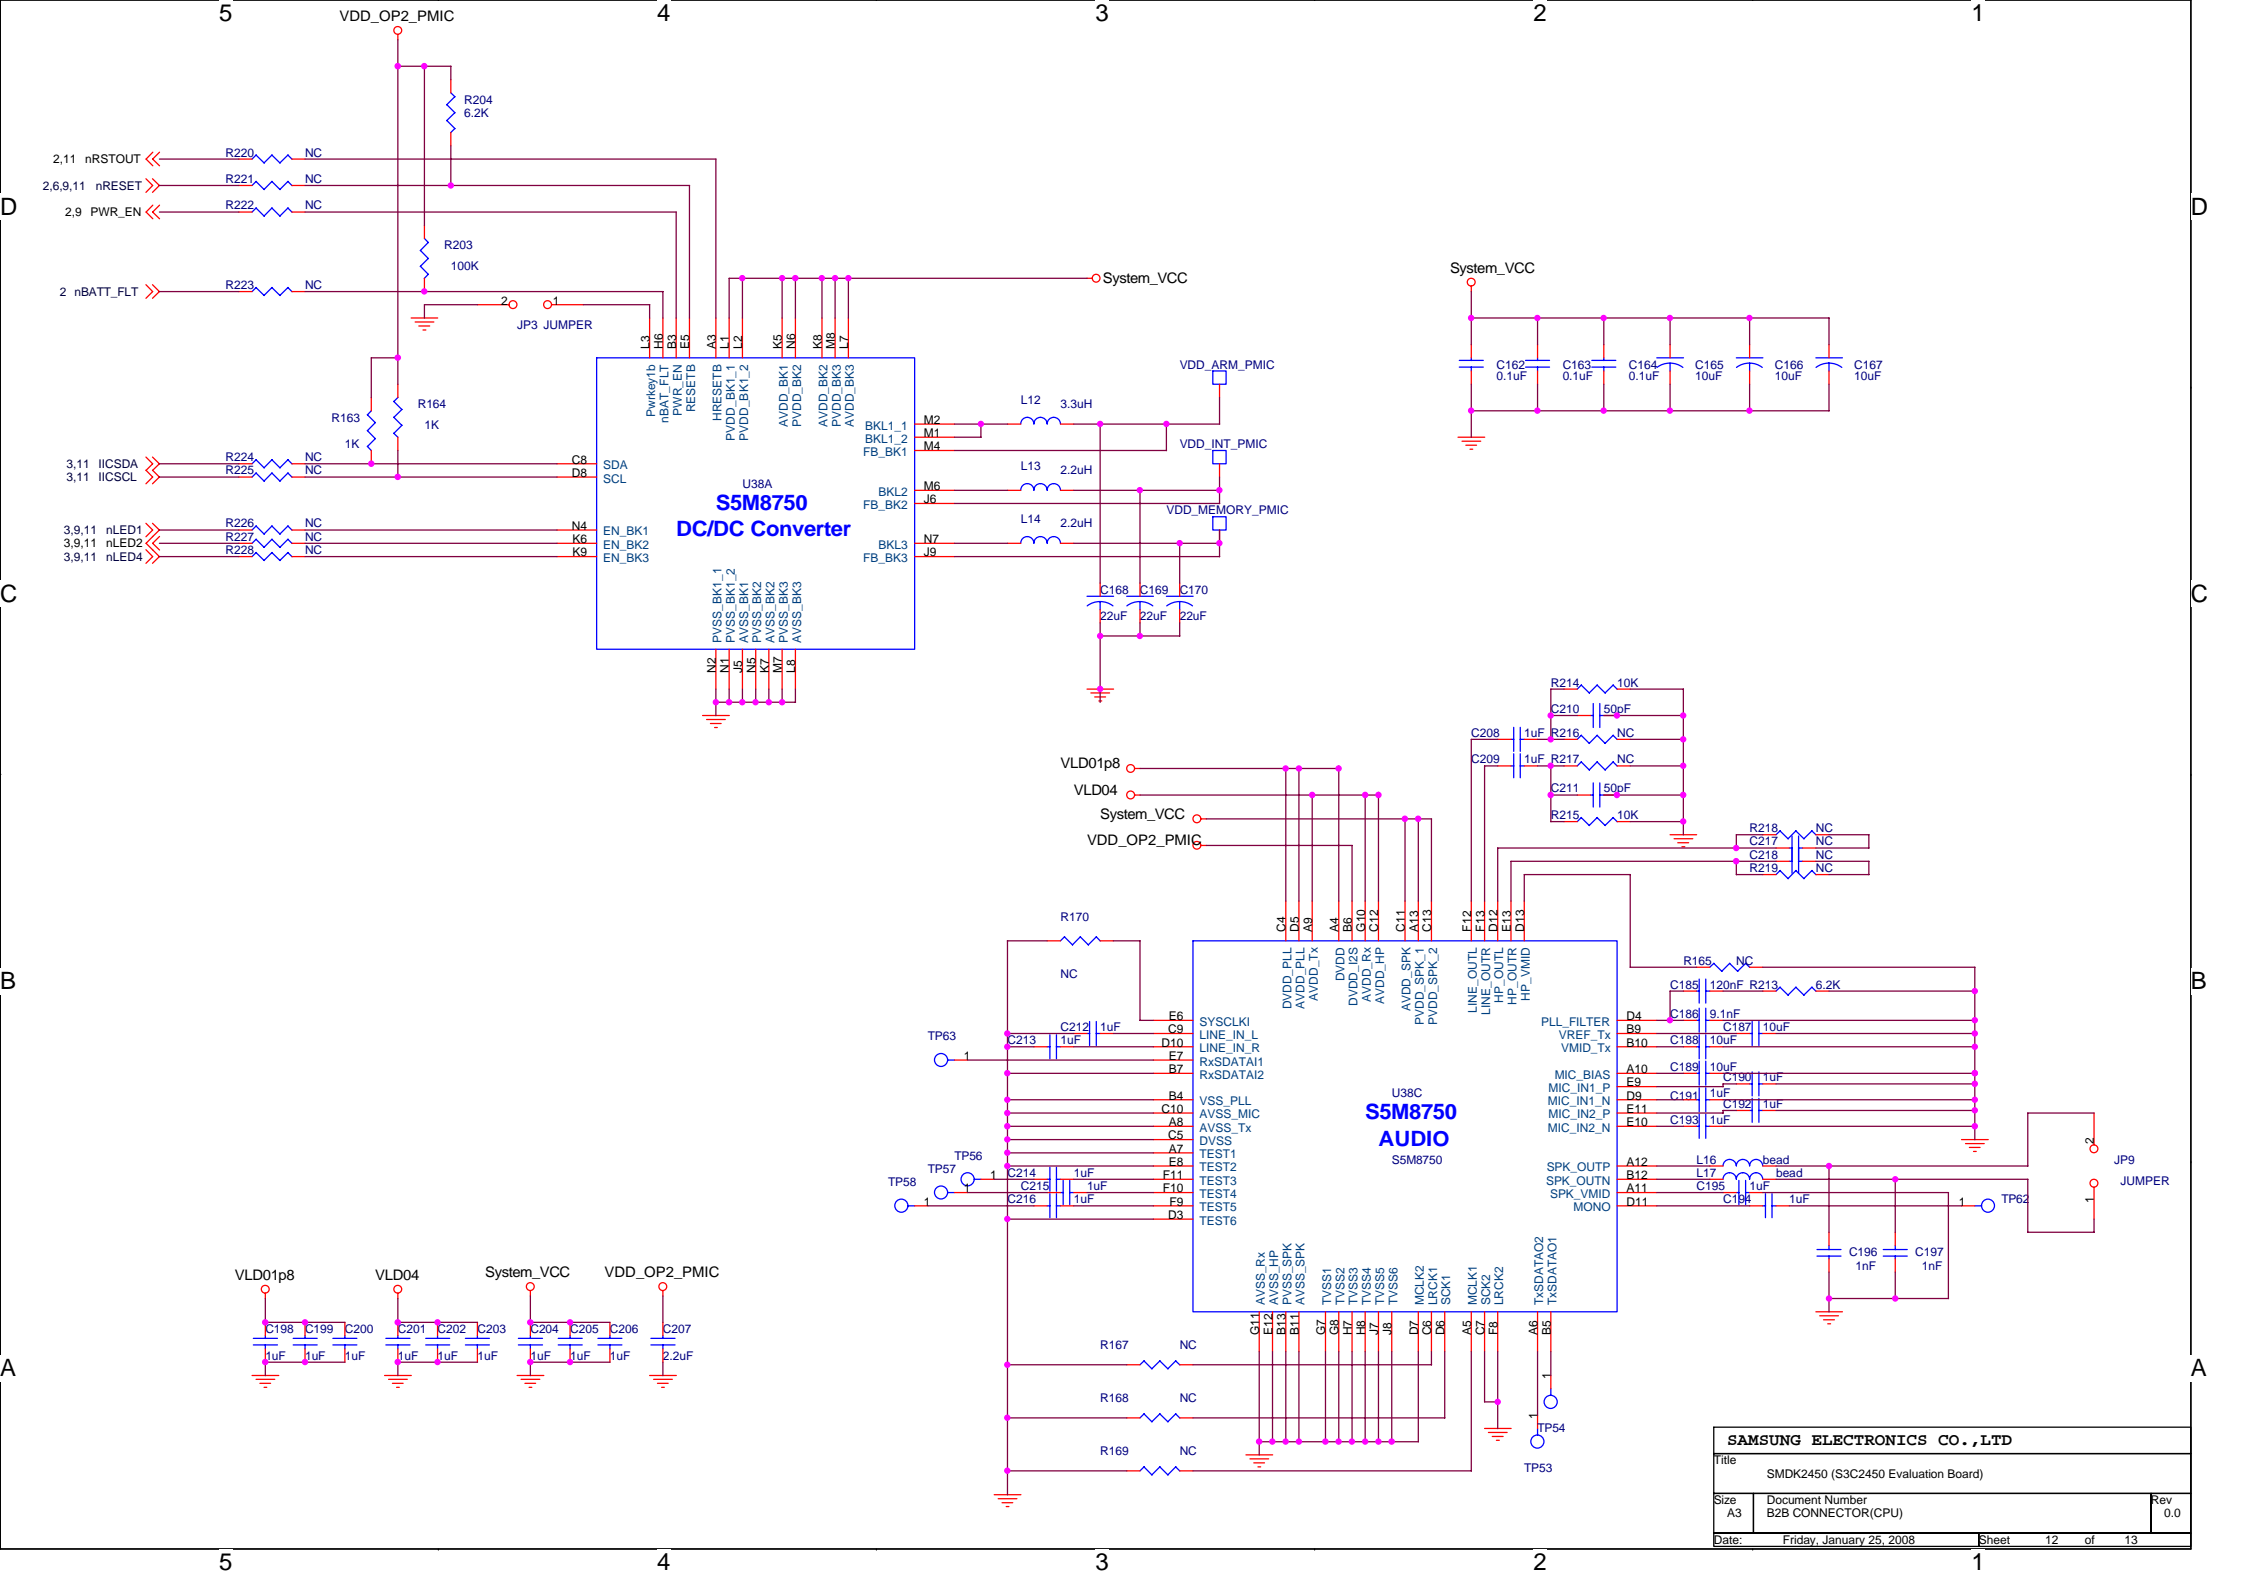 5
4
3
2
1
VDD_OP2_PMIC
R204
6.2K
2,11 nRSTOUT
R220
NC
2,6,9,11 nRESET
R221
NC
2,9 PWR_EN
R222
NC
D
D
R203
100K
2 nBATT_FLT
R223
NC
2
1
JP3 JUMPER
System_VCC
System_VCC
L3
H6
B3
E5
A3
L1
L2
K5
N6
K8
M8
L7
Pwrkey1b
nBAT_FLT
PWR_EN
RESETB
HRESETB
PVDD_BK1_1
PVDD_BK1_2
AVDD_BK1
PVDD_BK2
AVDD_BK2
PVDD_BK3
AVDD_BK3
C162
0.1uF
C163
0.1uF
C164
0.1uF
C165
10uF
C166
10uF
C167
10uF
VDD_ARM_PMIC
R163
1K
R164
1K
L12
3.3uH
BKL1_1
M2
BKL1_2
M1
FB_BK1
M4
VDD_INT_PMIC
3,11 IICSDA
R224
NC
C8
SDA
3,11 IICSCL
R225
NC
D8
SCL
L13
2.2uH
BKL2
M6
FB_BK2
J6
U38A
S5M8750
DC/DC Converter
VDD_MEMORY_PMIC
L14
2.2uH
3,9,11 nLED1
R226
NC
N4
EN_BK1
3,9,11 nLED2
R227
NC
K6
EN_BK2
3,9,11 nLED4
R228
NC
K9
EN_BK3
BKL3
N7
FB_BK3
J9
C
C
PVSS_BK1_1
PVSS_BK1_2
AVSS_BK1
PVSS_BK2
AVSS_BK2
PVSS_BK3
AVSS_BK3
N2
N1
J5
N5
K7
M7
L8
C168
22uF
C169
22uF
C170
22uF
R214
10K
C210
50pF
C208
1uF
R216
NC
C209
1uF
R217
NC
C211
50pF
R215
10K
VLD01p8
VLD04
System_VCC
VDD_OP2_PMIC
R218
NC
C217
NC
C218
NC
R219
NC
R170
NC
C4
D5
A9
A4
B6
G10
C12
C11
A13
C13
F12
F13
D12
E13
D13
DVDD_PLL
AVDD_PLL
AVDD_Tx
DVDD
DVDD_I2S
AVDD_Rx
AVDD_HP
AVDD_SPK
PVDD_SPK_1
PVDD_SPK_2
LINE_OUTL
LINE_OUTR
HP_OUTL
HP_OUTR
HP_VMID
B
B
R165
NC
C185
120nF
R213
6.2K
TP63
1
C212
1uF
C213
1uF
E6
SYSCLKI
C9
LINE_IN_L
D10
LINE_IN_R
E7
RxSDATAI1
B7
RxSDATAI2
B4
VSS_PLL
C10
AVSS_MIC
A8
AVSS_Tx
C5
DVSS
A7
TEST1
E8
TEST2
F11
TEST3
F10
TEST4
F9
TEST5
D3
TEST6
PLL_FILTER
D4
C186
9.1nF
VREF_Tx
B9
C187
10uF
VMID_Tx
B10
C188
10uF
MIC_BIAS
A10
C189
10uF
MIC_IN1_P
E9
C190
1uF
MIC_IN1_N
D9
C191
1uF
MIC_IN2_P
E11
C192
1uF
MIC_IN2_N
E10
C193
1uF
U38C
S5M8750
AUDIO
S5M8750
TP56
1
TP57
1
TP58
1
C214
1uF
C215
1uF
C216
1uF
SPK_OUTP
A12
L16
bead
SPK_OUTN
B12
L17
bead
SPK_VMID
A11
C195
1uF
MONO
D11
C194
1uF
1
TP62
2
1
JP9
JUMPER
C196
1nF
C197
1nF
AVSS_Rx
AVSS_HP
PVSS_SPK
AVSS_SPK
TVSS1
TVSS2
TVSS3
TVSS4
TVSS5
TVSS6
MCLK2
LRCK1
SCK1
MCLK1
SCK2
LRCK2
TxSDATAO2
TxSDATAO1
G11
E12
B13
B11
G7
G8
H7
H8
J7
J8
D7
C6
D6
A5
C7
F8
A6
B5
VLD01p8
VLD04
System_VCC
VDD_OP2_PMIC
C198
1uF
C199
1uF
C200
1uF
C201
1uF
C202
1uF
C203
1uF
C204
1uF
C205
1uF
C206
1uF
C207
2.2uF
A
A
R167
NC
R168
NC
R169
NC
1
TP54
1
TP53
SAMSUNG ELECTRONICS CO.,LTD
Title
SMDK2450 (S3C2450 Evaluation Board)
Size
A3
Document Number
B2B CONNECTOR(CPU)
Rev
0.0
Date: Friday, January 25, 2008
Sheet 12 of 13
5
4
3
2
1